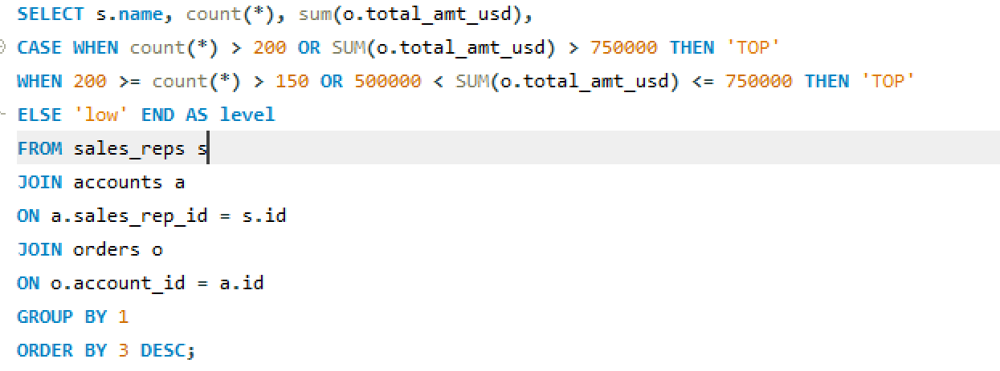 SELECT s.name, count(*), sum(o.total_amt_usd),
CASE WHEN count(*) > 200 OR SUM(o.total_amt_usd) > 750000 THEN 'TOP'
WHEN 200 >= count(*) > 150 OR 500000 < SUM(o.total_amt_usd) <= 750000 THEN 'TOP'
ELSE 'low' END AS level
FROM sales_reps s
JOIN accounts a
ON a.sales_rep_id = s.id
JOIN orders o
ON o.account_id = a.id
GROUP BY 1
ORDER BY 3 DESC;